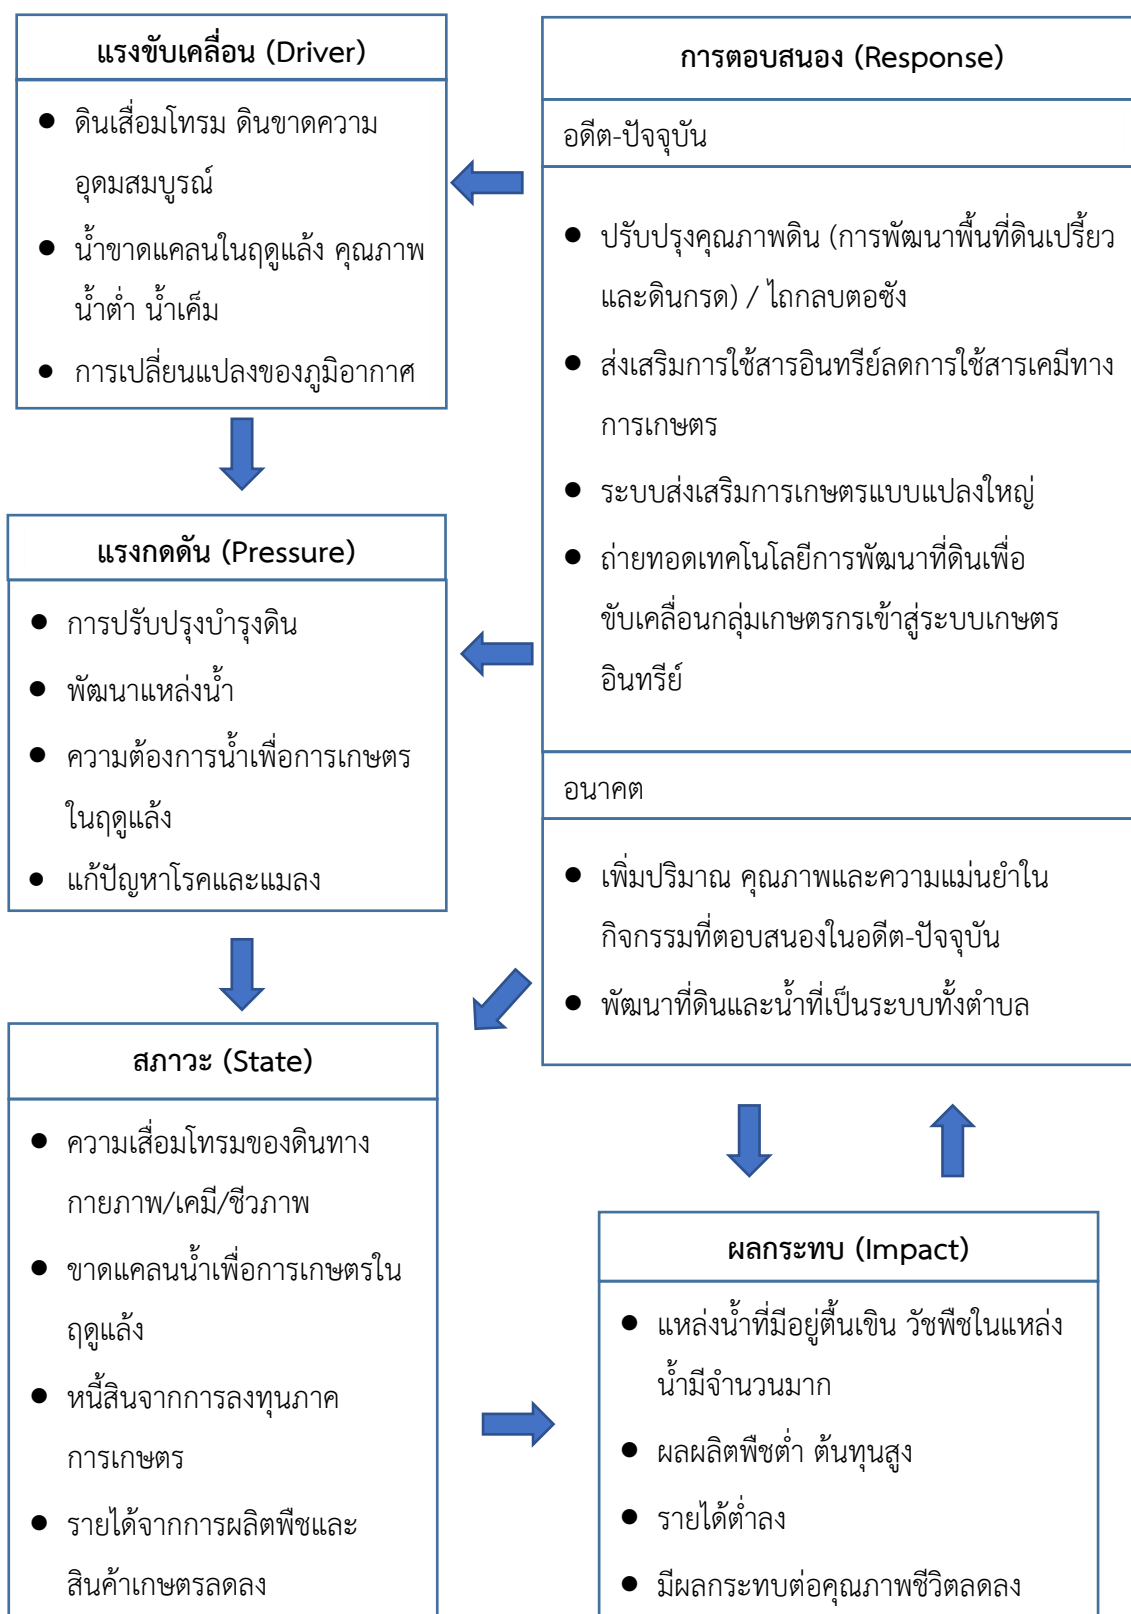 แรงขับเคลื่อน (Driver)
● ดินเสื่อมโทรม ดินขาดความ
อุดมสมบูรณ์
● น้ำขาดแคลนในฤดูแล้ง คุณภาพ
น้ำต่ำ น้ำเค็ม
● การเปลี่ยนแปลงของภูมิอากาศ
แรงกดดัน (Pressure)
● การปรับปรุงบำรุงดิน
● พัฒนาแหล่งน้ำ
● ความต้องการน้ำเพื่อการเกษตร
ในฤดูแล้ง
● แก้ปัญหาโรคและแมลง
สภาวะ (State)
● ความเสื่อมโทรมของดินทาง
กายภาพ/เคมี/ชีวภาพ
● ขาดแคลนน้ำเพื่อการเกษตรใน
ฤดูแล้ง
● หนี้สินจากการลงทุนภาค
การเกษตร
● รายได้จากการผลิตพืชและ
สินค้าเกษตรลดลง
การตอบสนอง (Response)
อดีต-ปัจจุบัน
● ปรับปรุงคุณภาพดิน (การพัฒนาพื้นที่ดินเปรี้ยว
และดินกรด) / ไถกลบตอซัง
● ส่งเสริมการใช้สารอินทรีย์ลดการใช้สารเคมีทาง
การเกษตร
● ระบบส่งเสริมการเกษตรแบบแปลงใหญ่
● ถ่ายทอดเทคโนโลยีการพัฒนาที่ดินเพื่อ
ขับเคลื่อนกลุ่มเกษตรกรเข้าสู่ระบบเกษตร
อินทรีย์
อนาคต
● เพิ่มปริมาณ คุณภาพและความแม่นยำใน
กิจกรรมที่ตอบสนองในอดีต-ปัจจุบัน
● พัฒนาที่ดินและน้ำที่เป็นระบบทั้งตำบล
ผลกระทบ (Impact)
● แหล่งน้ำที่มีอยู่ตื้นเขิน วัชพืชในแหล่ง
น้ำมีจำนวนมาก
● ผลผลิตพืชต่ำ ต้นทุนสูง
● รายได้ต่ำลง
● มีผลกระทบต่อคุณภาพชีวิตลดลง